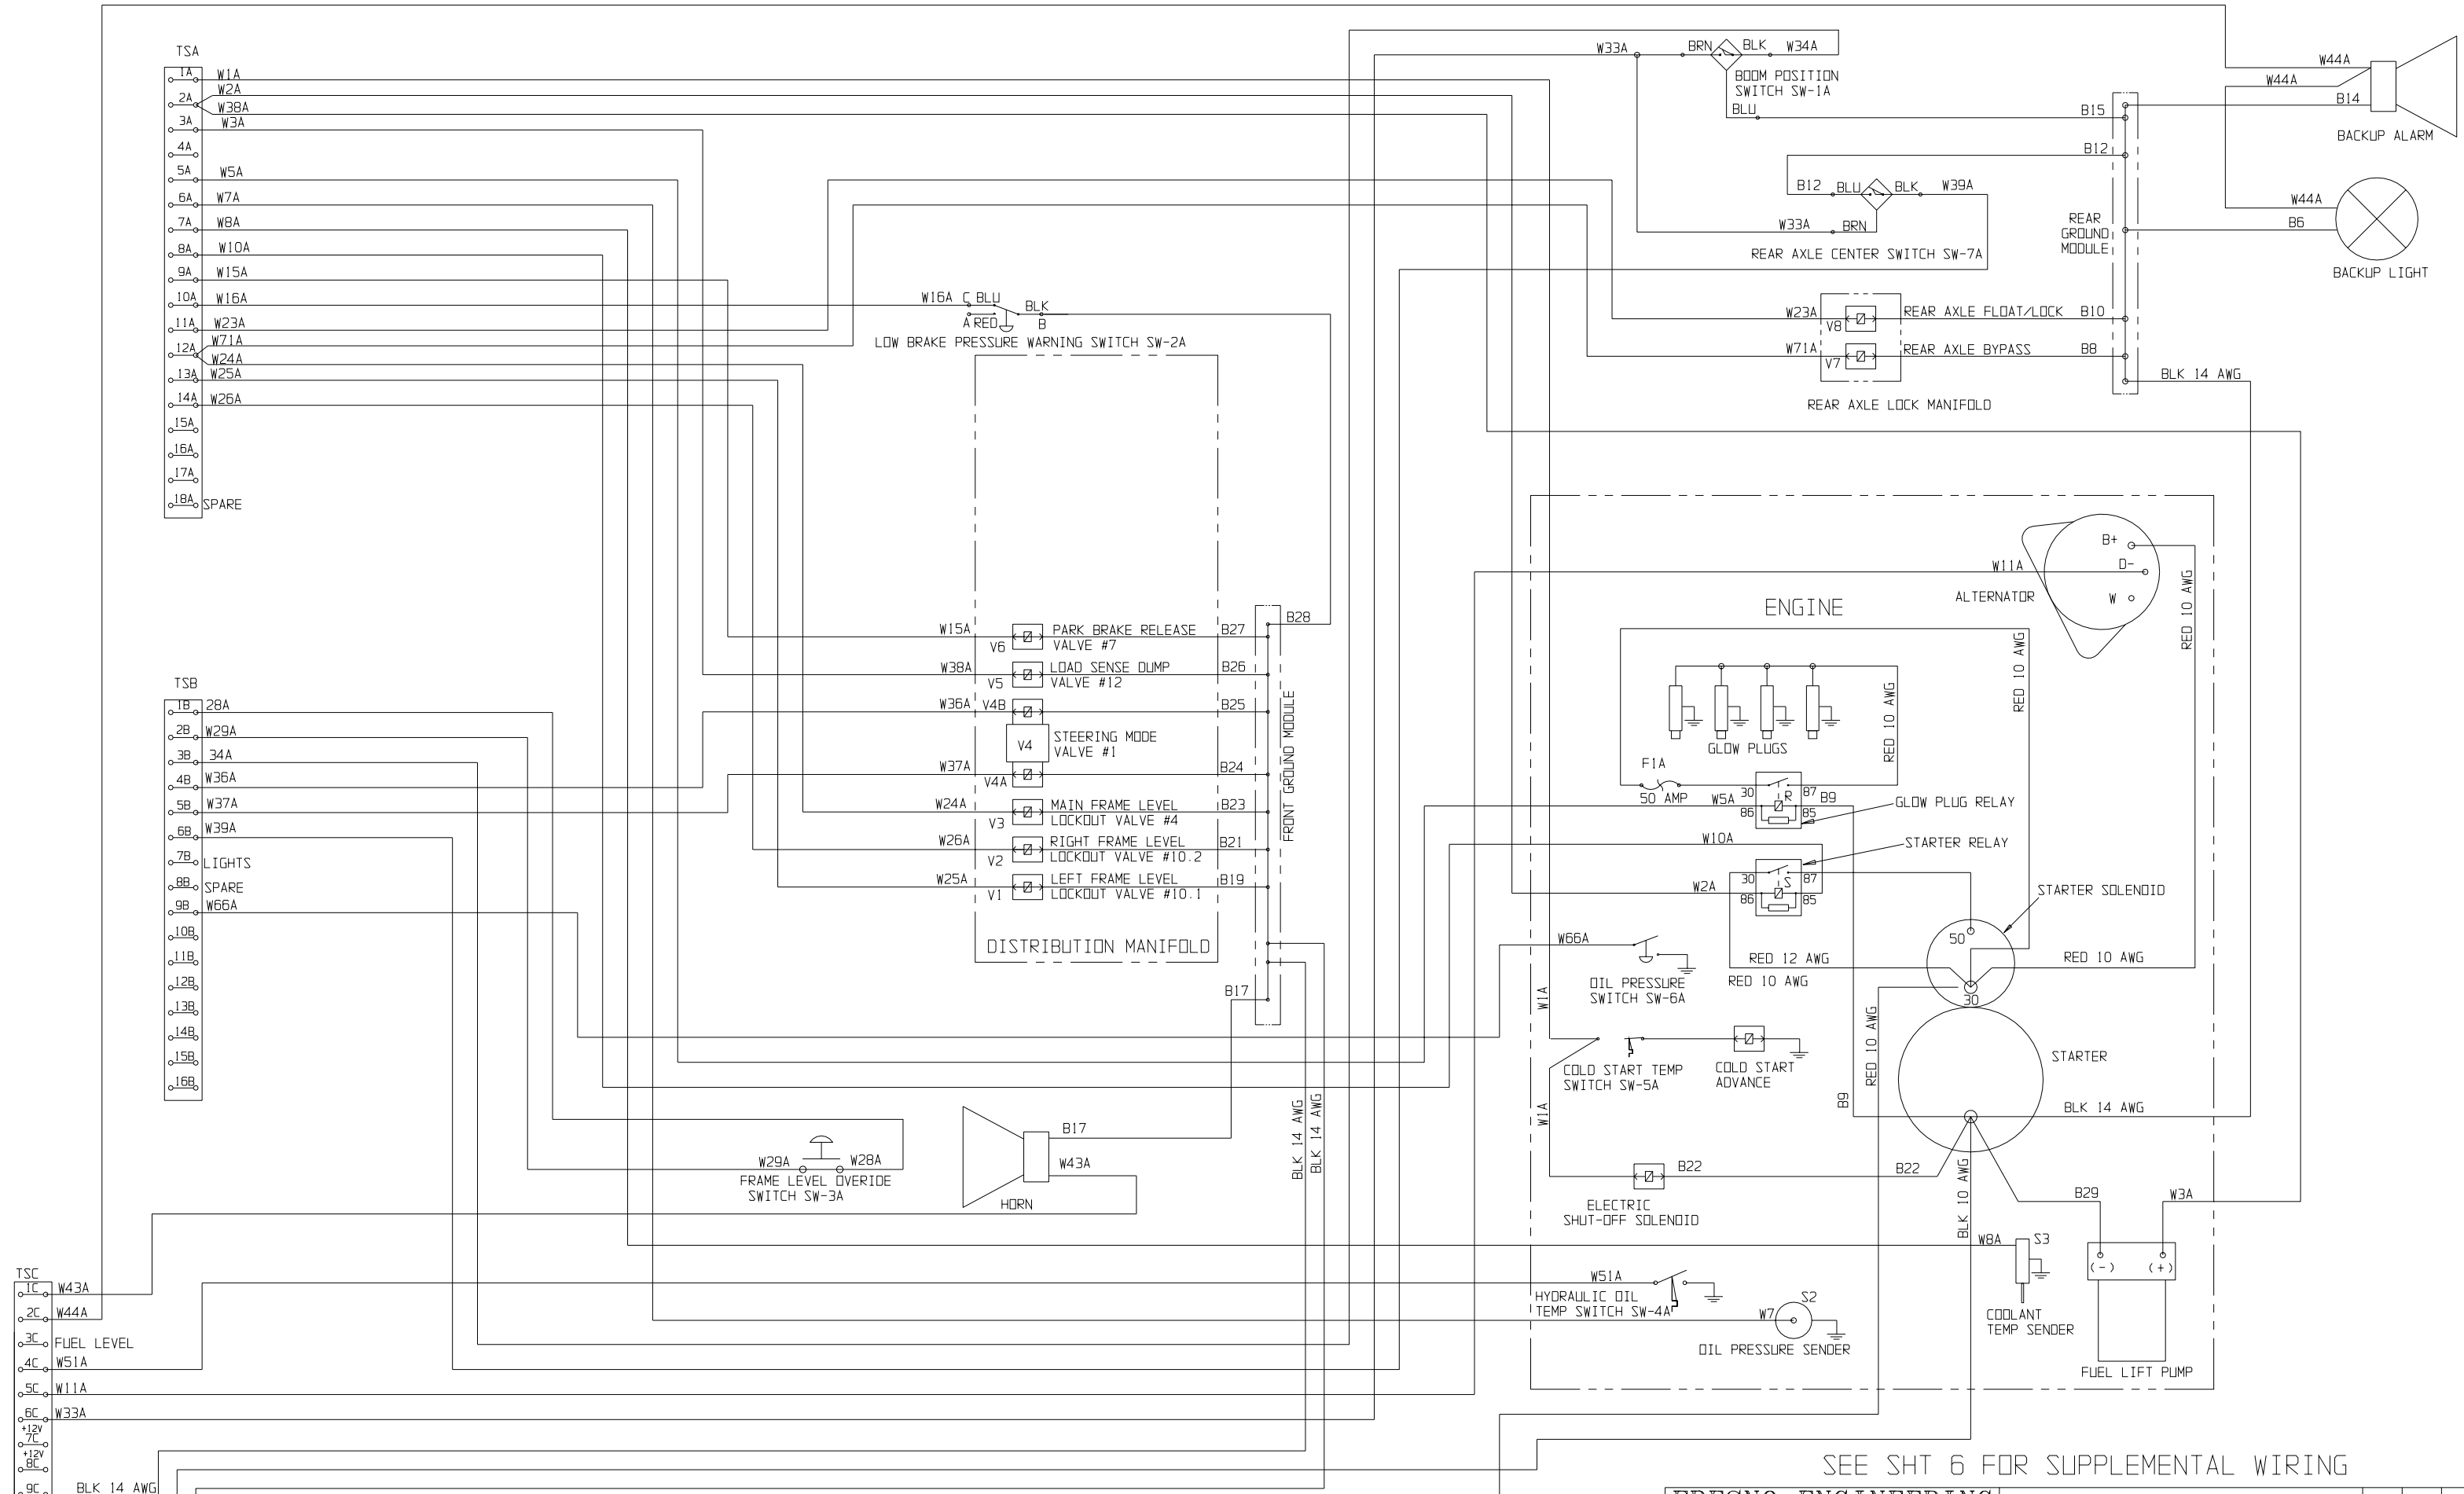 TSA
1A W1A
W2A
2A
W38A
3A W3A
4A
5A W5A
6A W7A
7A W8A
8A W10A
9A W15A
10A W16A
11A W23A
W71A
12A
W24A
13A W25A
14A W26A
15A
16A
17A
18A SPARE
TSB
1B 28A
2B W29A
3B 34A
4B W36A
5B W37A
6B W39A
7B LIGHTS
8B SPARE
9B W66A
10B
11B
12B
13B
14B
15B
16B
TSC
1C W43A
2C W44A
3C FUEL LEVEL
4C W51A
5C W11A
6C W33A
+12V
7C
+12V
8C
9C
BLK 14 AWG
W16A C BLU
BLK
A RED B
LOW BRAKE PRESSURE WARNING SWITCH SW-2A
W15A V6 PARK BRAKE RELEASE
VALVE #7
B27
B28
W38A V5 LOAD SENSE DUMP
VALVE #12
B26
W36A V4B B25
V4 STEERING MODE
VALVE #1
W37A V4A B24
W24A V3 MAIN FRAME LEVEL
LOCKOUT VALVE #4
B23
W26A V2 RIGHT FRAME LEVEL
LOCKOUT VALVE #10.2
B21
W25A V1 LEFT FRAME LEVEL
LOCKOUT VALVE #10.1
B19
DISTRIBUTION MANIFOLD
FRONT GROUND MODULE
B17
BLK 14 AWG
BLK 14 AWG
W29A W28A
FRAME LEVEL OVERIDE
SWITCH SW-3A
B17
W43A
HORN
W33A BRN BLK W34A
BOOM POSITION
SWITCH SW-1A
BLU B15
B12
B12 BLU BLK W39A
W33A BRN
REAR AXLE CENTER SWITCH SW-7A
REAR
GROUND
MODULE
W23A V8 REAR AXLE FLOAT/LOCK B10
W71A V7 REAR AXLE BYPASS B8
REAR AXLE LOCK MANIFOLD
BLK 14 AWG
W44A
W44A
B14
BACKUP ALARM
W44A
B6
BACKUP LIGHT
ENGINE
W11A
B+
D-
W
ALTERNATOR
RED 10 AWG
RED 10 AWG
RED 10 AWG
GLOW PLUGS
F1A
50 AMP
W5A
30 87
R
86 85
B9
GLOW PLUG RELAY
W10A
W2A
30 87
S
86 85
STARTER RELAY
STARTER SOLENOID
50
30
RED 12 AWG
RED 10 AWG
RED 10 AWG
W66A
OIL PRESSURE
SWITCH SW-6A
W1A
COLD START TEMP
SWITCH SW-5A
COLD START
ADVANCE
RED 10 AWG
STARTER
W1A
B9
BLK 14 AWG
B22
B22
ELECTRIC
SHUT-OFF SOLENOID
BLK 10 AWG
B29
W3A
W8A
S3
(-)
(+)
W51A
HYDRAULIC OIL
TEMP SWITCH SW-4A
W7
S2
OIL PRESSURE SENDER
COOLANT
TEMP SENDER
FUEL LIFT PUMP
SEE SHT 6 FOR SUPPLEMENTAL WIRING
FRESNO ENGINEERING